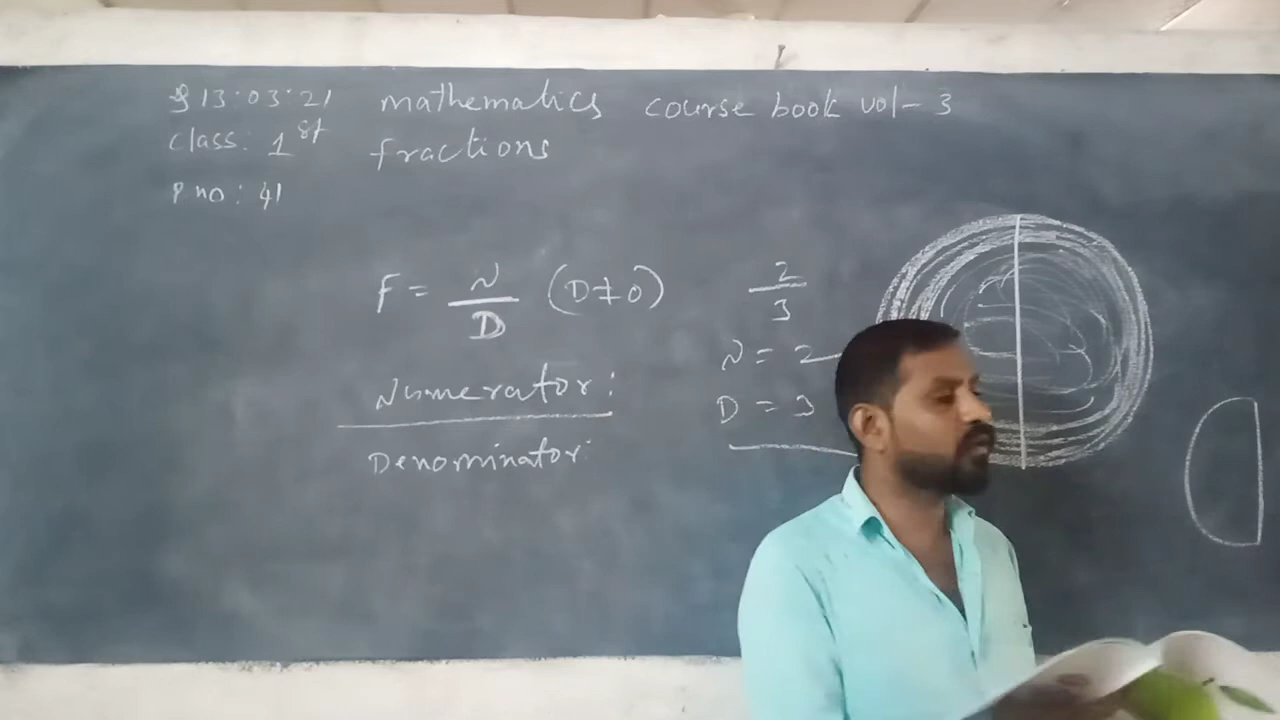 13:03:21 mathematics course book vol-3
class: 1st fractions
P no: 41
F = N/D (D≠0)
Numerator:
Denominator:
2/3
N = 2
D = 3